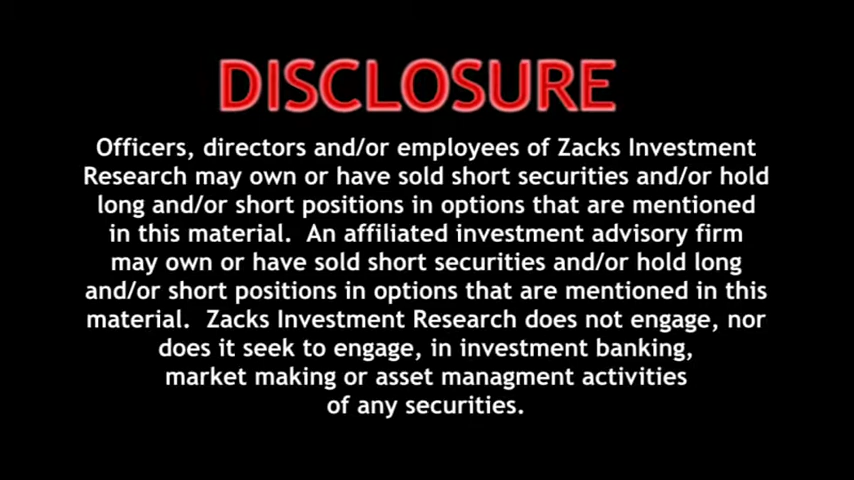 DISCLOSURE
Officers, directors and/or employees of Zacks Investment
Research may own or have sold short securities and/or hold
long and/or short positions in options that are mentioned
in this material.  An affiliated investment advisory firm
may own or have sold short securities and/or hold long
and/or short positions in options that are mentioned in this
material.  Zacks Investment Research does not engage, nor
does it seek to engage, in investment banking,
market making or asset managment activities
of any securities.